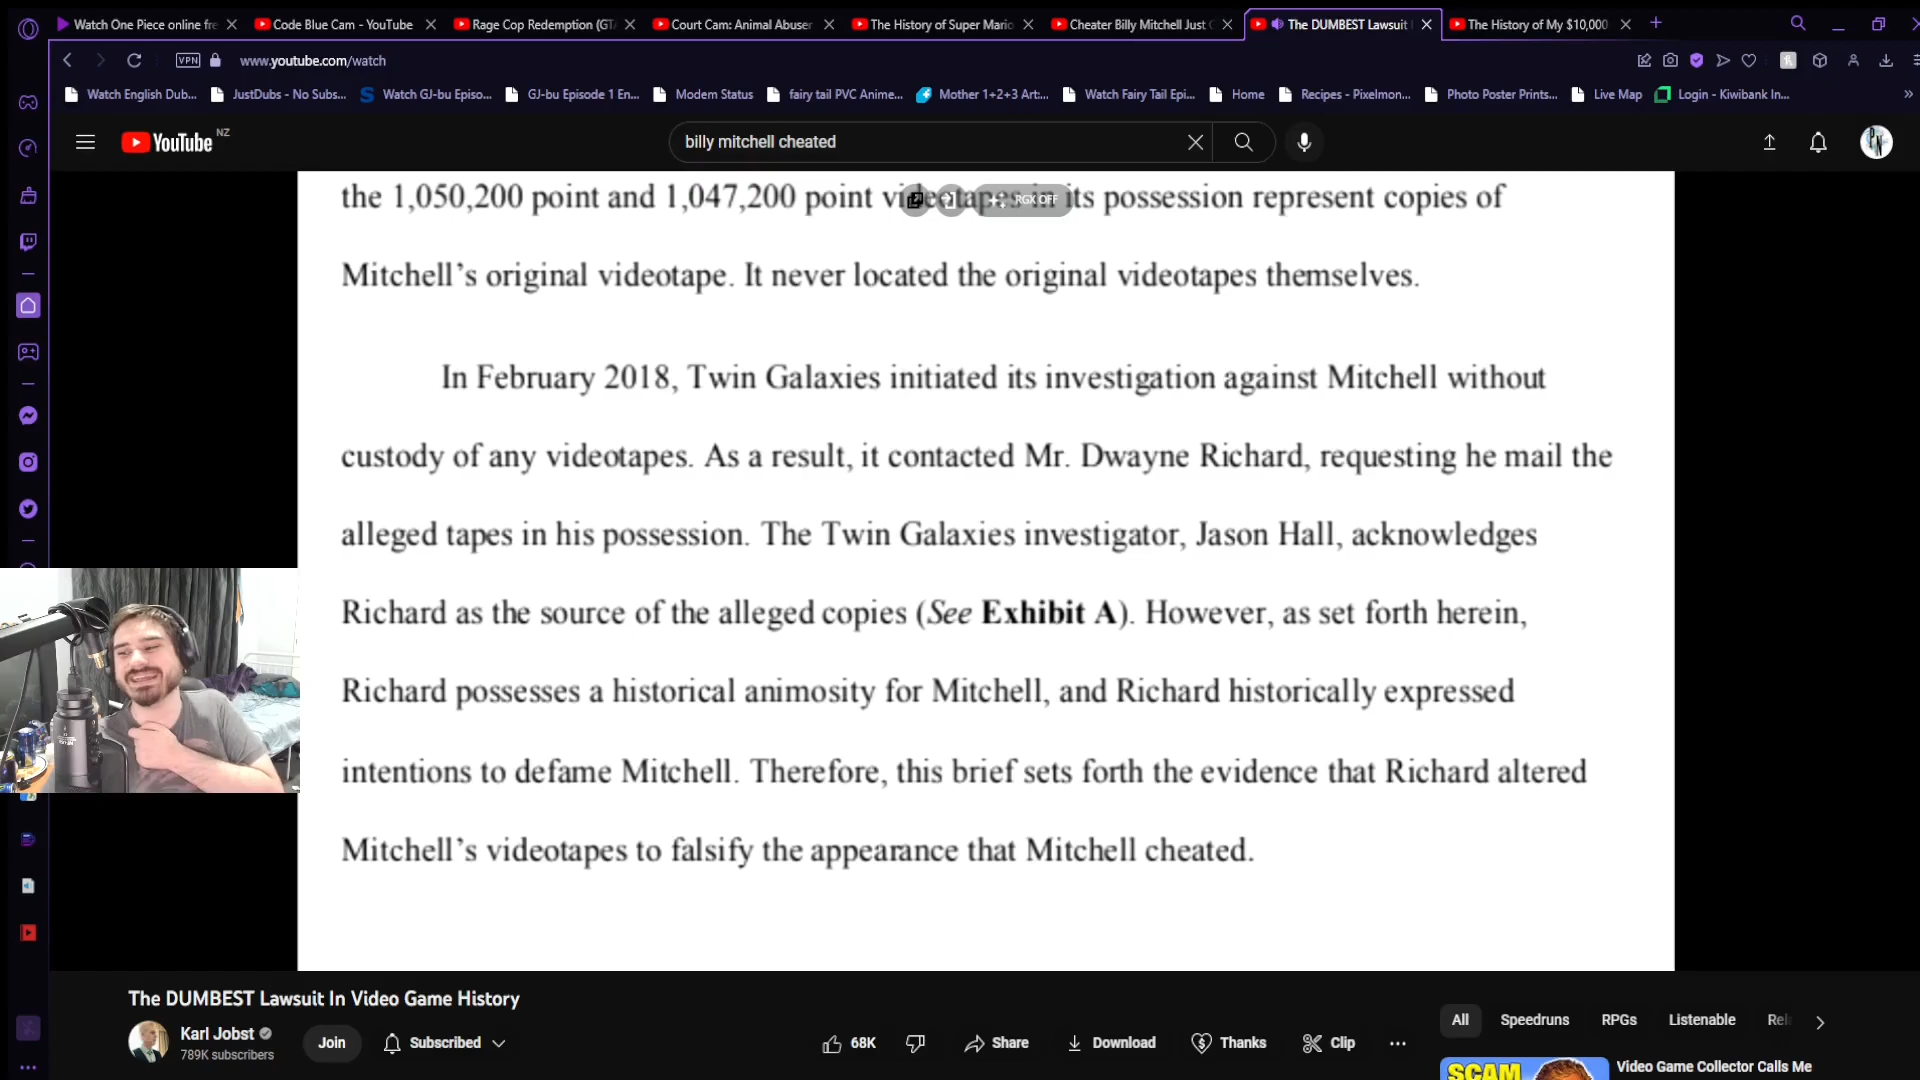 Watch One Piece online fre
Code Blue Cam - YouTube
Rage Cop Redemption (GTA
Court Cam: Animal Abuser
The History of Super Mario
Cheater Billy Mitchell Just
The DUMBEST Lawsuit
The History of My $10,000
VPN
www.youtube.com/watch
Watch English Dub...
JustDubs - No Subs...
Watch GJ-bu Episo...
GJ-bu Episode 1 En...
Modem Status
fairy tail PVC Anime...
Mother 1+2+3 Art:...
Watch Fairy Tail Epi...
Home
Recipes - Pixelmon...
Photo Poster Prints...
Live Map
Login - Kiwibank In...
YouTube NZ
billy mitchell cheated
RGX OFF
the 1,050,200 point and 1,047,200 point videotapes in its possession represent copies of
Mitchell’s original videotape. It never located the original videotapes themselves.
In February 2018, Twin Galaxies initiated its investigation against Mitchell without
custody of any videotapes. As a result, it contacted Mr. Dwayne Richard, requesting he mail the
alleged tapes in his possession. The Twin Galaxies investigator, Jason Hall, acknowledges
Richard as the source of the alleged copies (See Exhibit A). However, as set forth herein,
Richard possesses a historical animosity for Mitchell, and Richard historically expressed
intentions to defame Mitchell. Therefore, this brief sets forth the evidence that Richard altered
Mitchell’s videotapes to falsify the appearance that Mitchell cheated.
The DUMBEST Lawsuit In Video Game History
Karl Jobst
789K subscribers
Join
Subscribed
68K
Share
Download
Thanks
Clip
All
Speedruns
RPGs
Listenable
Rel
SCAM
Video Game Collector Calls Me